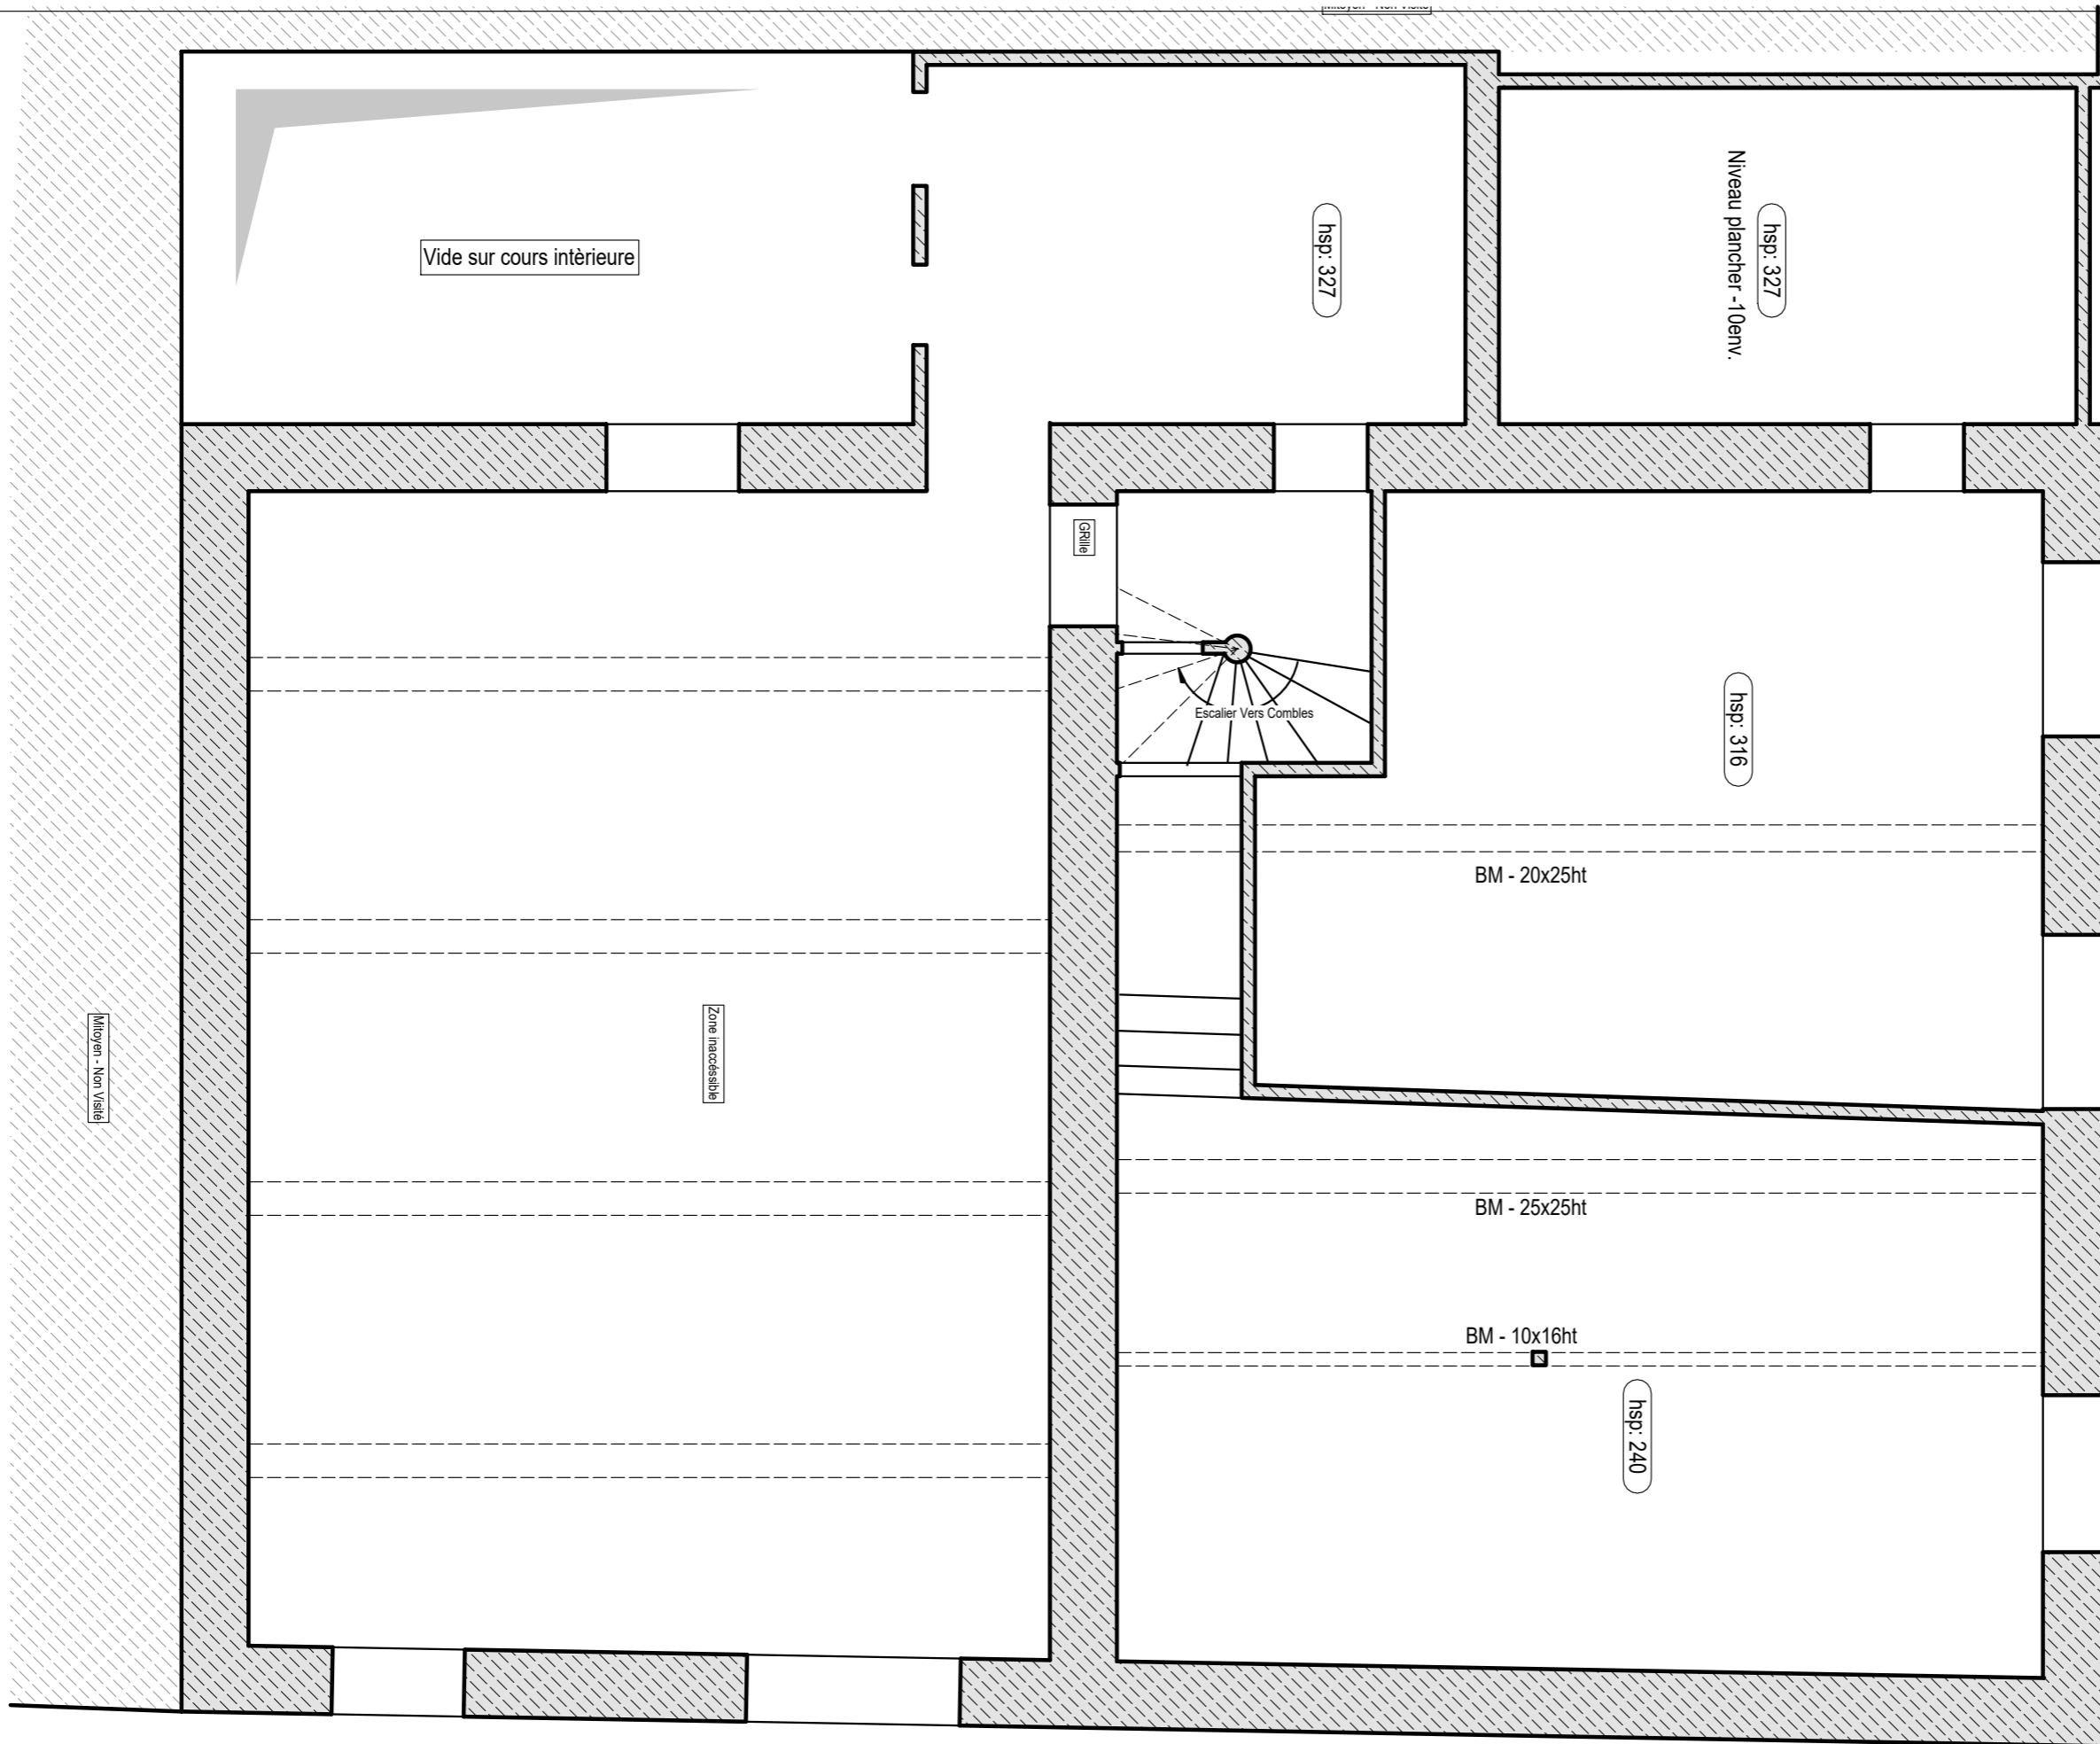 Vide sur cours intèrieure
hsp: 327
hsp: 327
Niveau plancher -10env.
GRille
Escalier Vers Combles
hsp: 316
BM - 20x25ht
Zone inaccéssible
Mitoyen - Non Visité
BM - 25x25ht
BM - 10x16ht
hsp: 240